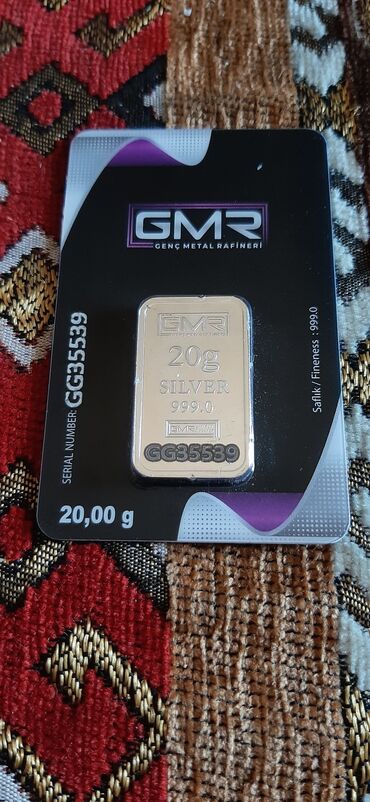 GMR
GENÇ METAL RAFİNERİ
GMR
20g
SILVER
999.0
GMR
GG35539
SERIAL NUMBER: GG35539
Saflık / Fineness : 999.0
20,00 g